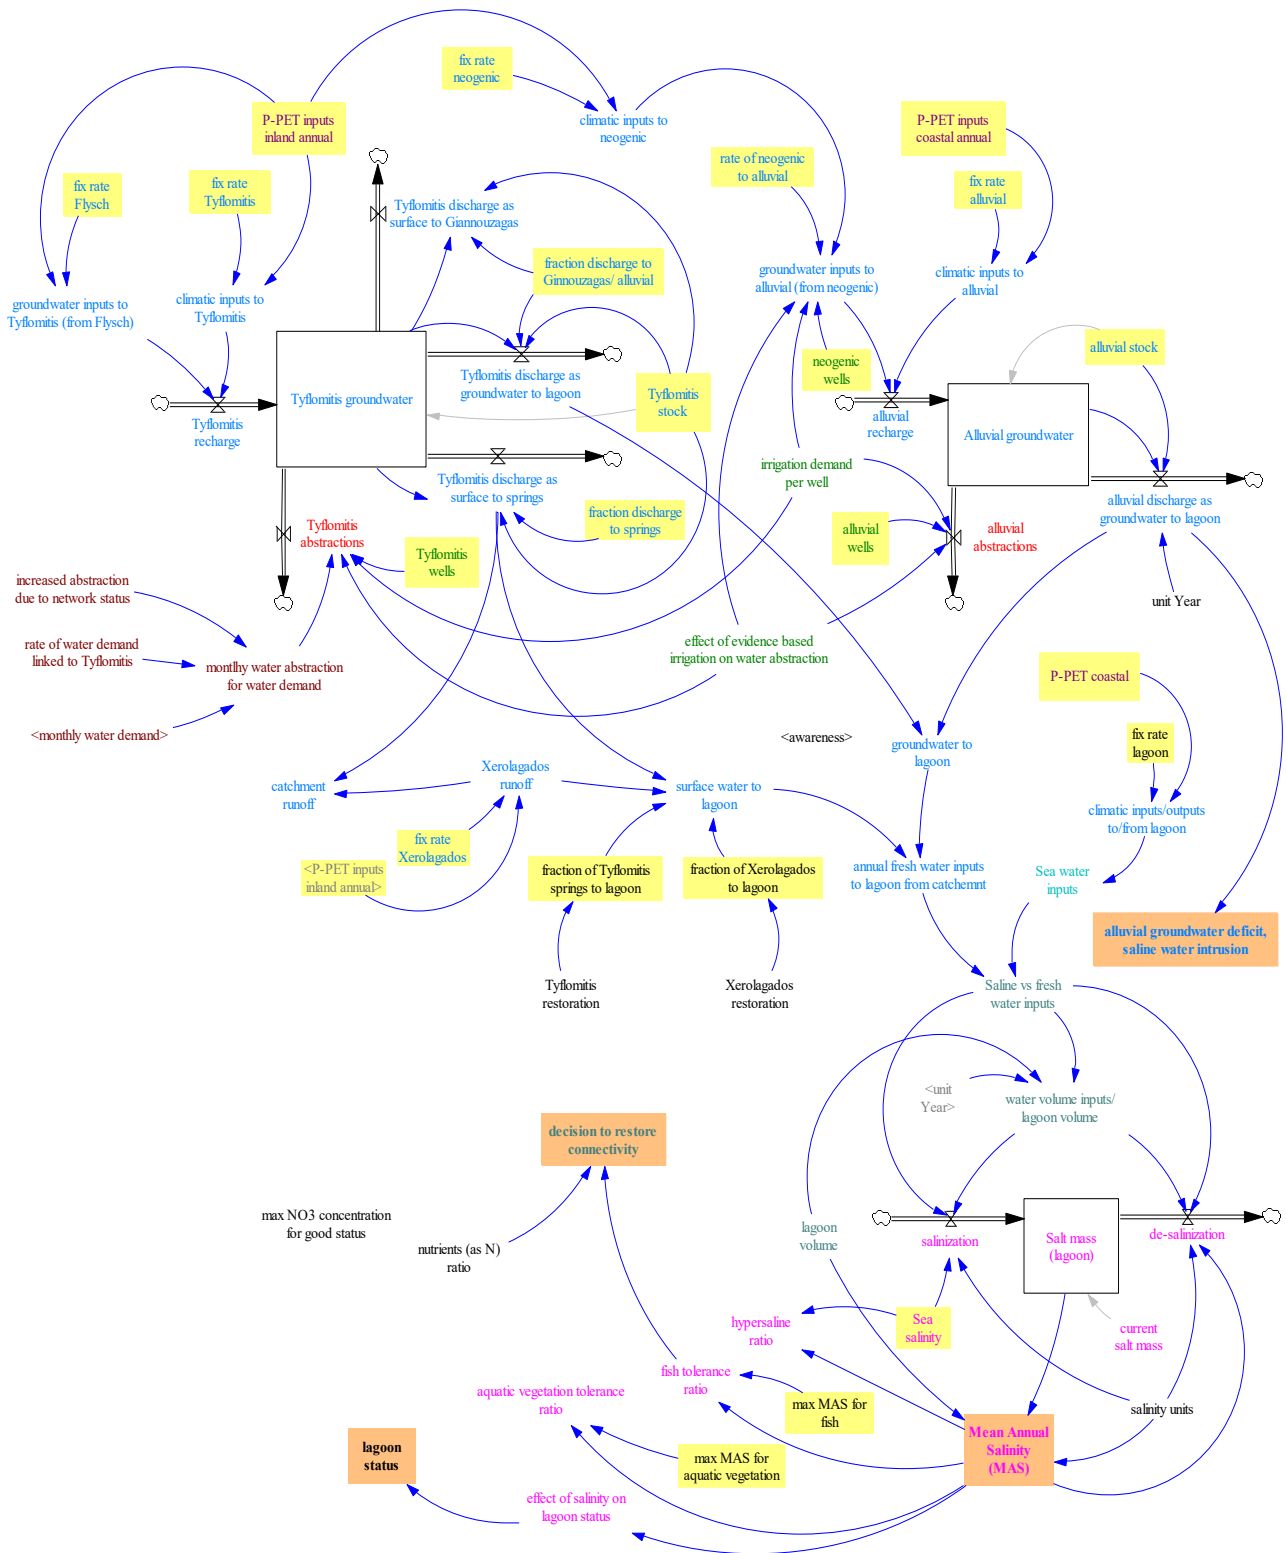 fix rate
neogenic
P-PET inputs
inland annual
climatic inputs to
neogenic
P-PET inputs
coastal annual
fix rate
Flysch
fix rate
Tyflomitis
rate of neogenic
to alluvial
fix rate
alluvial
Tyflomitis discharge as
surface to Giannouzagas
fraction discharge to
Ginnouzagas/ alluvial
groundwater inputs to
alluvial (from neogenic)
climatic inputs to
alluvial
groundwater inputs to
Tyflomitis (from Flysch)
climatic inputs to
Tyflomitis
alluvial stock
Tyflomitis groundwater
Tyflomitis discharge as
groundwater to lagoon
Tyflomitis
stock
neogenic
wells
Tyflomitis
recharge
alluvial
recharge
Alluvial groundwater
irrigation demand
per well
Tyflomitis discharge as
surface to springs
fraction discharge
to springs
alluvial discharge as
groundwater to lagoon
Tyflomitis
abstractions
alluvial
wells
alluvial
abstractions
Tyflomitis
wells
increased abstraction
due to network status
unit Year
rate of water demand
linked to Tyflomitis
montlhy water abstraction
for water demand
effect of evidence based
irrigation on water abstraction
P-PET coastal
<monthly water demand>
<awareness>
groundwater to
lagoon
fix rate
lagoon
catchment
runoff
Xerolagados
runoff
surface water to
lagoon
climatic inputs/outputs
to/from lagoon
fix rate
Xerolagados
<P-PET inputs
inland annual>
fraction of Tyflomitis
springs to lagoon
fraction of Xerolagados
to lagoon
annual fresh water inputs
to lagoon from catchemnt
Sea water
inputs
alluvial groundwater deficit,
saline water intrusion
Tyflomitis
restoration
Xerolagados
restoration
Saline vs fresh
water inputs
<unit
Year>
water volume inputs/
lagoon volume
decision to restore
connectivity
max NO3 concentration
for good status
nutrients (as N)
ratio
lagoon
volume
salinization
Salt mass
(lagoon)
de-salinization
hypersaline
ratio
Sea
salinity
current
salt mass
fish tolerance
ratio
aquatic vegetation tolerance
ratio
max MAS for
fish
salinity units
Mean Annual
Salinity
(MAS)
lagoon
status
max MAS for
aquatic vegetation
effect of salinity on
lagoon status